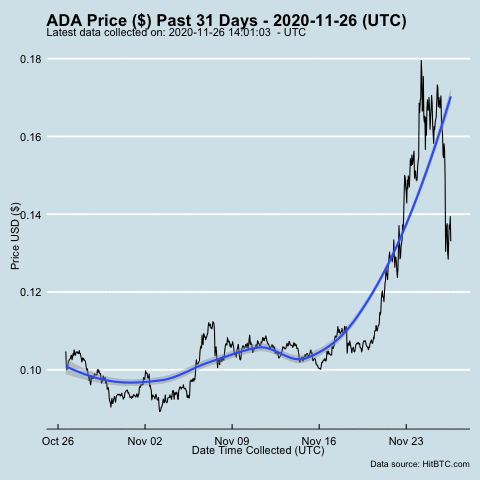 ADA Price ($) Past 31 Days - 2020-11-26 (UTC)
Latest data collected on: 2020-11-26 14:01:03 - UTC
0.18
0.16
0.14
0.12
0.10
Price USD ($)
Oct 26
Nov 02
Nov 09
Nov 16
Nov 23
Date Time Collected (UTC)
Data source: HitBTC.com